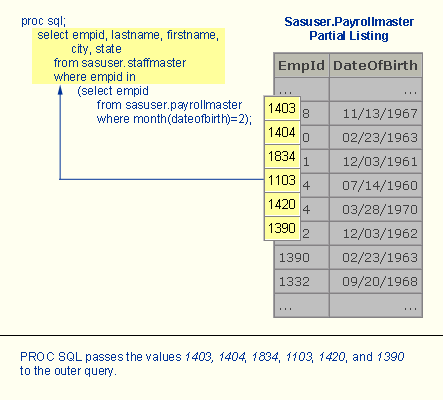 proc sql;
select empid, lastname, firstname,
city, state
from sasuser.staffmaster
where empid in
(select empid
from sasuser.payrollmaster
where month(dateofbirth)=2);
Sasuser.Payrollmaster
Partial Listing
EmpId DateOfBirth
... ...
1403
8 11/13/1967
1404
0 02/23/1963
1834
1 12/03/1961
1103
4 07/14/1960
1420
4 03/28/1970
1390
2 12/03/1962
1390 02/23/1963
1332 09/20/1968
... ...
PROC SQL passes the values 1403, 1404, 1834, 1103, 1420, and 1390
to the outer query.